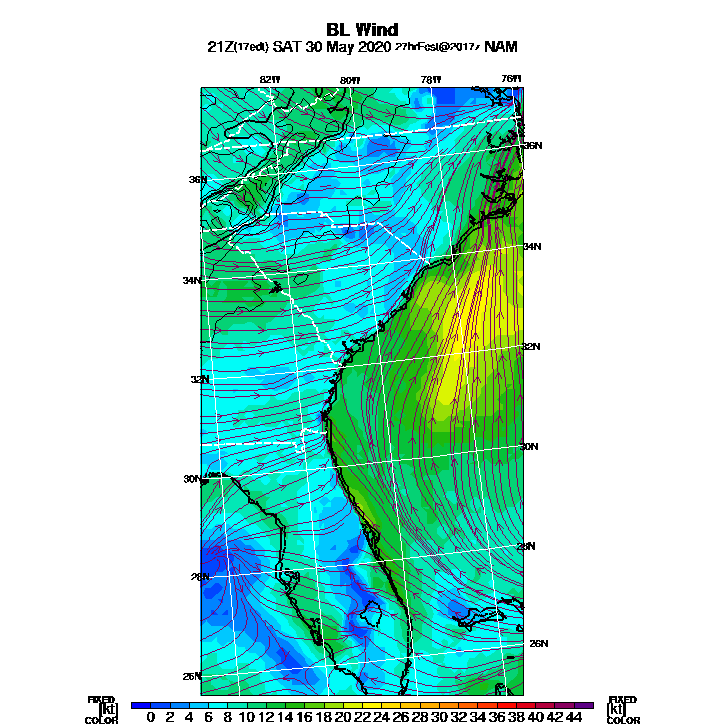 BL Wind
21Z(17edt) SAT 30 May 2020 27hrFcst@2017z NAM
82W 80W 78W 76W
36N
36N
34N
34N
32N
32N
30N
30N
28N
28N
26N
26N
FIXED FIXED
[kt] 0 2 4 6 8 10 12 14 16 18 20 22 24 26 28 30 32 34 36 38 40 42 44 [kt]
COLOR COLOR